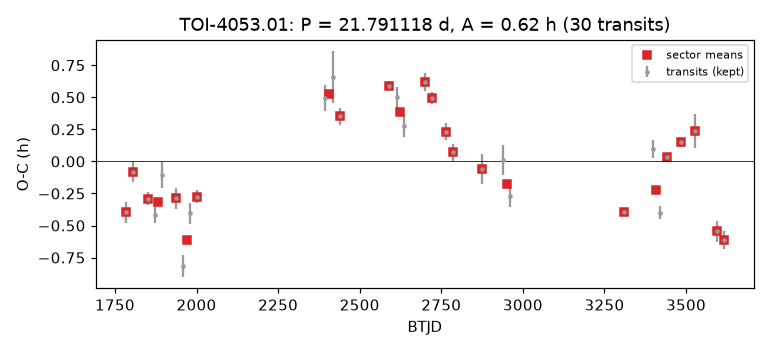 TOI-4053.01: P = 21.791118 d, A = 0.62 h (30 transits)
sector means
transits (kept)
O-C (h)
0.75
0.50
0.25
0.00
−0.25
−0.50
−0.75
1750 2000 2250 2500 2750 3000 3250 3500
BTJD